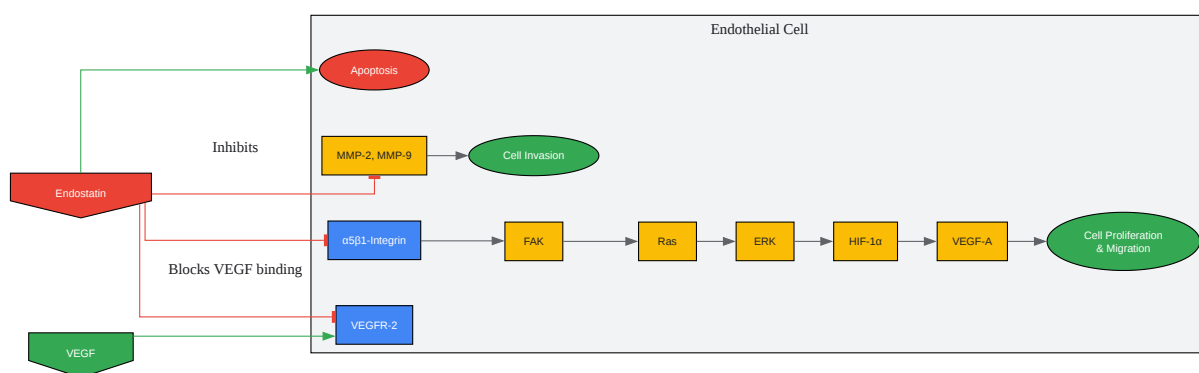 Endothelial Cell
Apoptosis
Inhibits
MMP-2, MMP-9
Cell Invasion
Endostatin
α5β1-Integrin
FAK
Ras
ERK
HIF-1α
VEGF-A
Cell Proliferation
& Migration
Blocks VEGF binding
VEGFR-2
VEGF